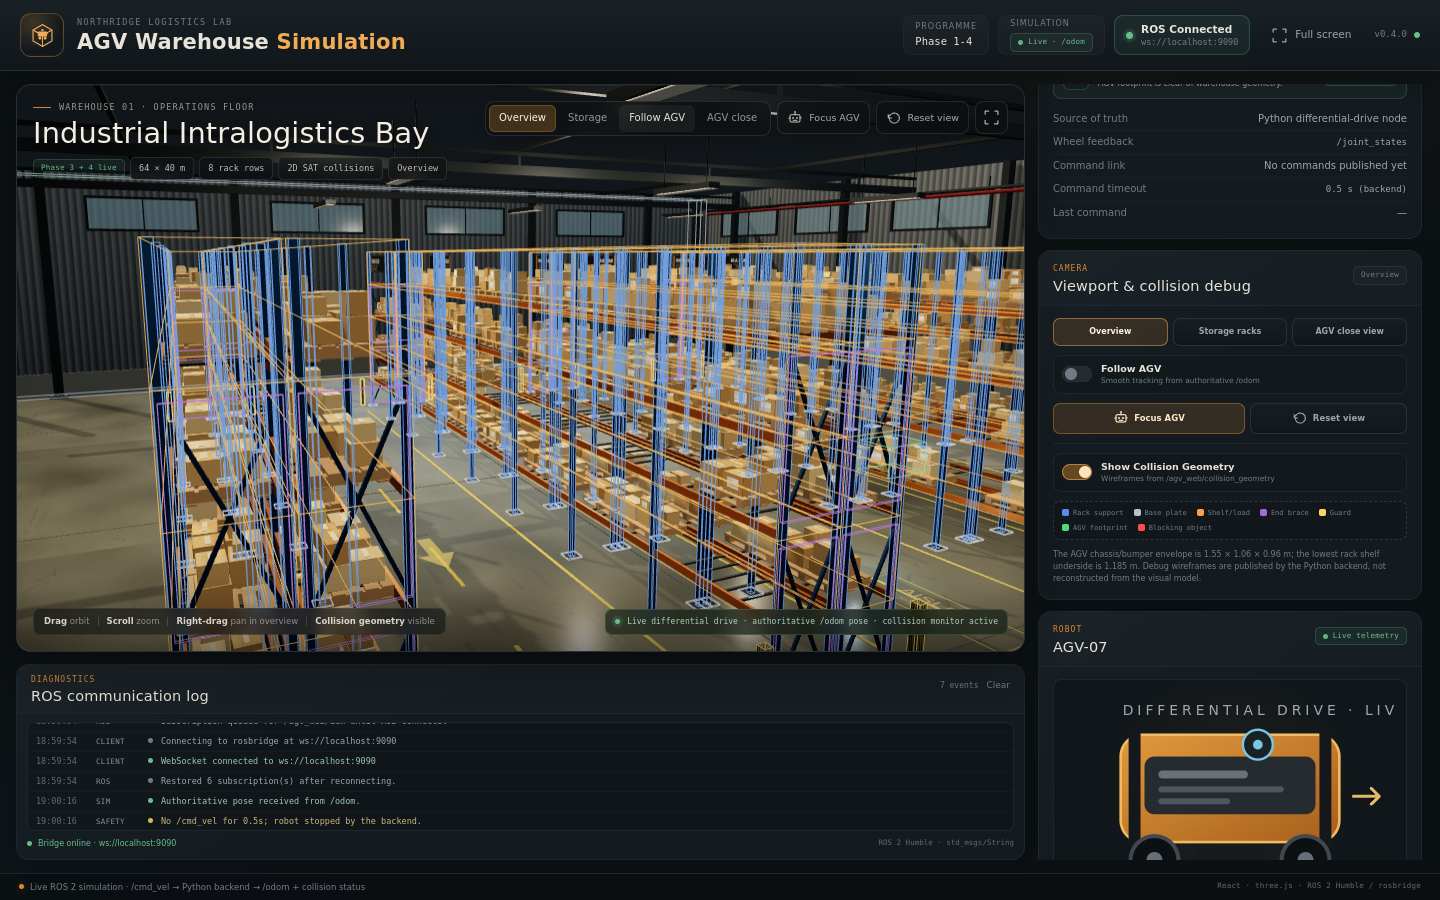 NORTHRIDGE LOGISTICS LAB
AGV Warehouse Simulation
PROGRAMME
Phase 1-4
SIMULATION
Live · /odom
ROS Connected
ws://localhost:9090
Full screen
v0.4.0
WAREHOUSE 01 · OPERATIONS FLOOR
Industrial Intralogistics Bay
Phase 3 + 4 live
64 × 40 m
8 rack rows
2D SAT collisions
Overview
Overview
Storage
Follow AGV
AGV close
Focus AGV
Reset view
Drag orbit | Scroll zoom | Right-drag pan in overview | Collision geometry visible
Live differential drive · authoritative /odom pose · collision monitor active
DIAGNOSTICS
ROS communication log
7 events
Clear
18:59:54 CLIENT Connecting to rosbridge at ws://localhost:9090
18:59:54 CLIENT WebSocket connected to ws://localhost:9090
18:59:54 ROS Restored 6 subscription(s) after reconnecting.
19:00:16 SIM Authoritative pose received from /odom.
19:00:16 SAFETY No /cmd_vel for 0.5s; robot stopped by the backend.
Bridge online · ws://localhost:9090
ROS 2 Humble · std_msgs/String
Source of truth
Python differential-drive node
Wheel feedback
/joint_states
Command link
No commands published yet
Command timeout
0.5 s (backend)
Last command
—
CAMERA
Viewport & collision debug
Overview
Overview
Storage racks
AGV close view
Follow AGV
Smooth tracking from authoritative /odom
Focus AGV
Reset view
Show Collision Geometry
Wireframes from /agv_web/collision_geometry
Rack support
Base plate
Shelf/load
End brace
Guard
AGV footprint
Blocking object
The AGV chassis/bumper envelope is 1.55 × 1.06 × 0.96 m; the lowest rack shelf
underside is 1.185 m. Debug wireframes are published by the Python backend, not
reconstructed from the visual model.
ROBOT
AGV-07
Live telemetry
DIFFERENTIAL DRIVE · LIV
Live ROS 2 simulation · /cmd_vel → Python backend → /odom + collision status
React · three.js · ROS 2 Humble / rosbridge